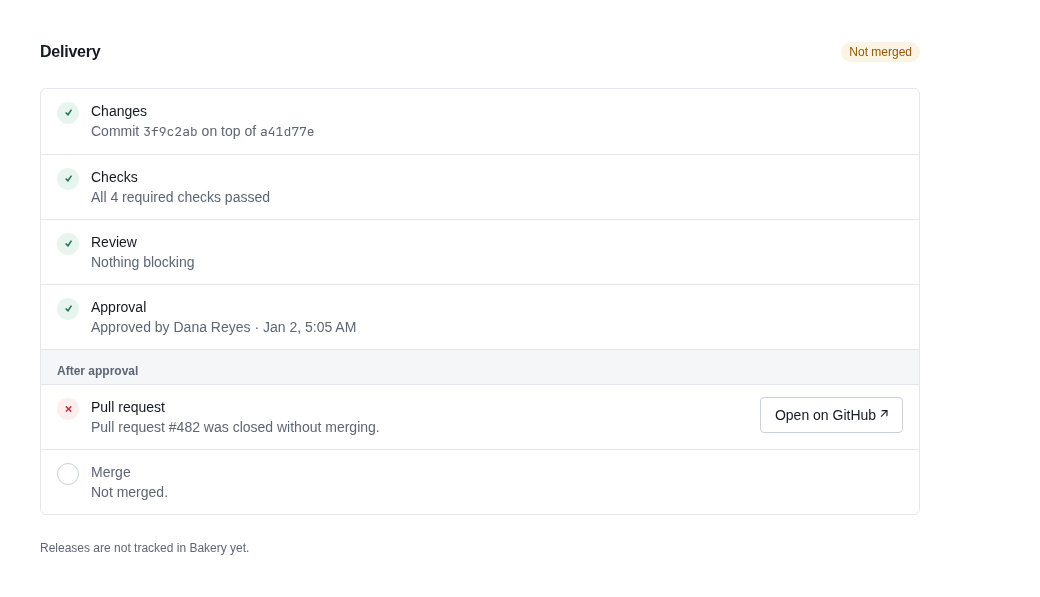 Delivery
Not merged
Changes
Commit 3f9c2ab on top of a41d77e
Checks
All 4 required checks passed
Review
Nothing blocking
Approval
Approved by Dana Reyes · Jan 2, 5:05 AM
After approval
Pull request
Pull request #482 was closed without merging.
Open on GitHub
Merge
Not merged.
Releases are not tracked in Bakery yet.